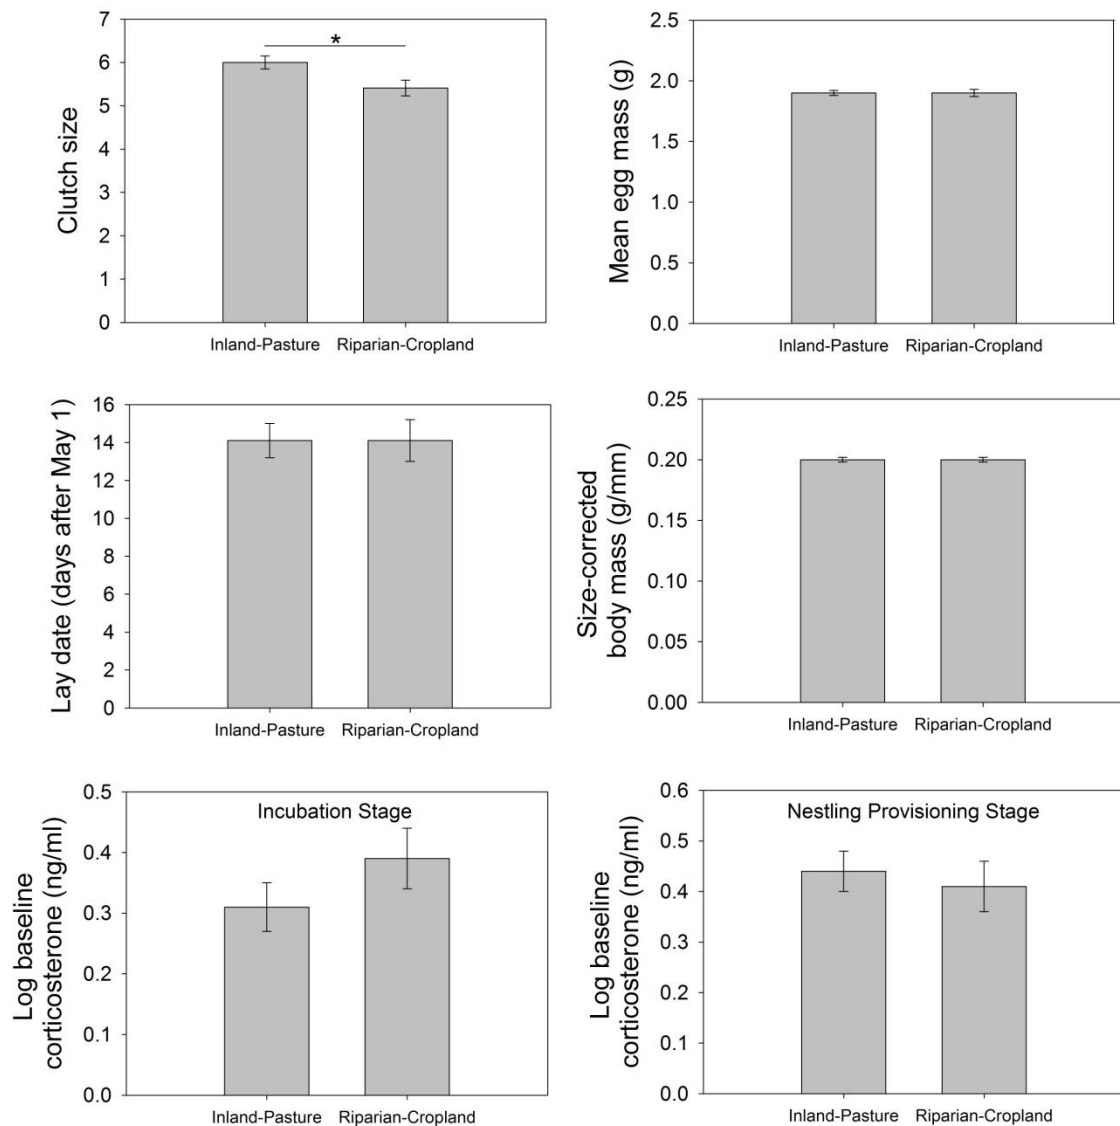 Clutch size
7
6
5
4
3
2
1
0
*
Inland-Pasture Riparian-Cropland
Mean egg mass (g)
2.5
2.0
1.5
1.0
0.5
0.0
Inland-Pasture Riparian-Cropland
Lay date (days after May 1)
16
14
12
10
8
6
4
2
0
Inland-Pasture Riparian-Cropland
Size-corrected
body mass (g/mm)
0.25
0.20
0.15
0.10
0.05
0.00
Inland-Pasture Riparian-Cropland
Log baseline
corticosterone (ng/ml)
0.5
0.4
0.3
0.2
0.1
0.0
Incubation Stage
Inland-Pasture Riparian-Cropland
Log baseline
corticosterone (ng/ml)
0.6
0.5
0.4
0.3
0.2
0.1
0.0
Nestling Provisioning Stage
Inland-Pasture Riparian-Cropland